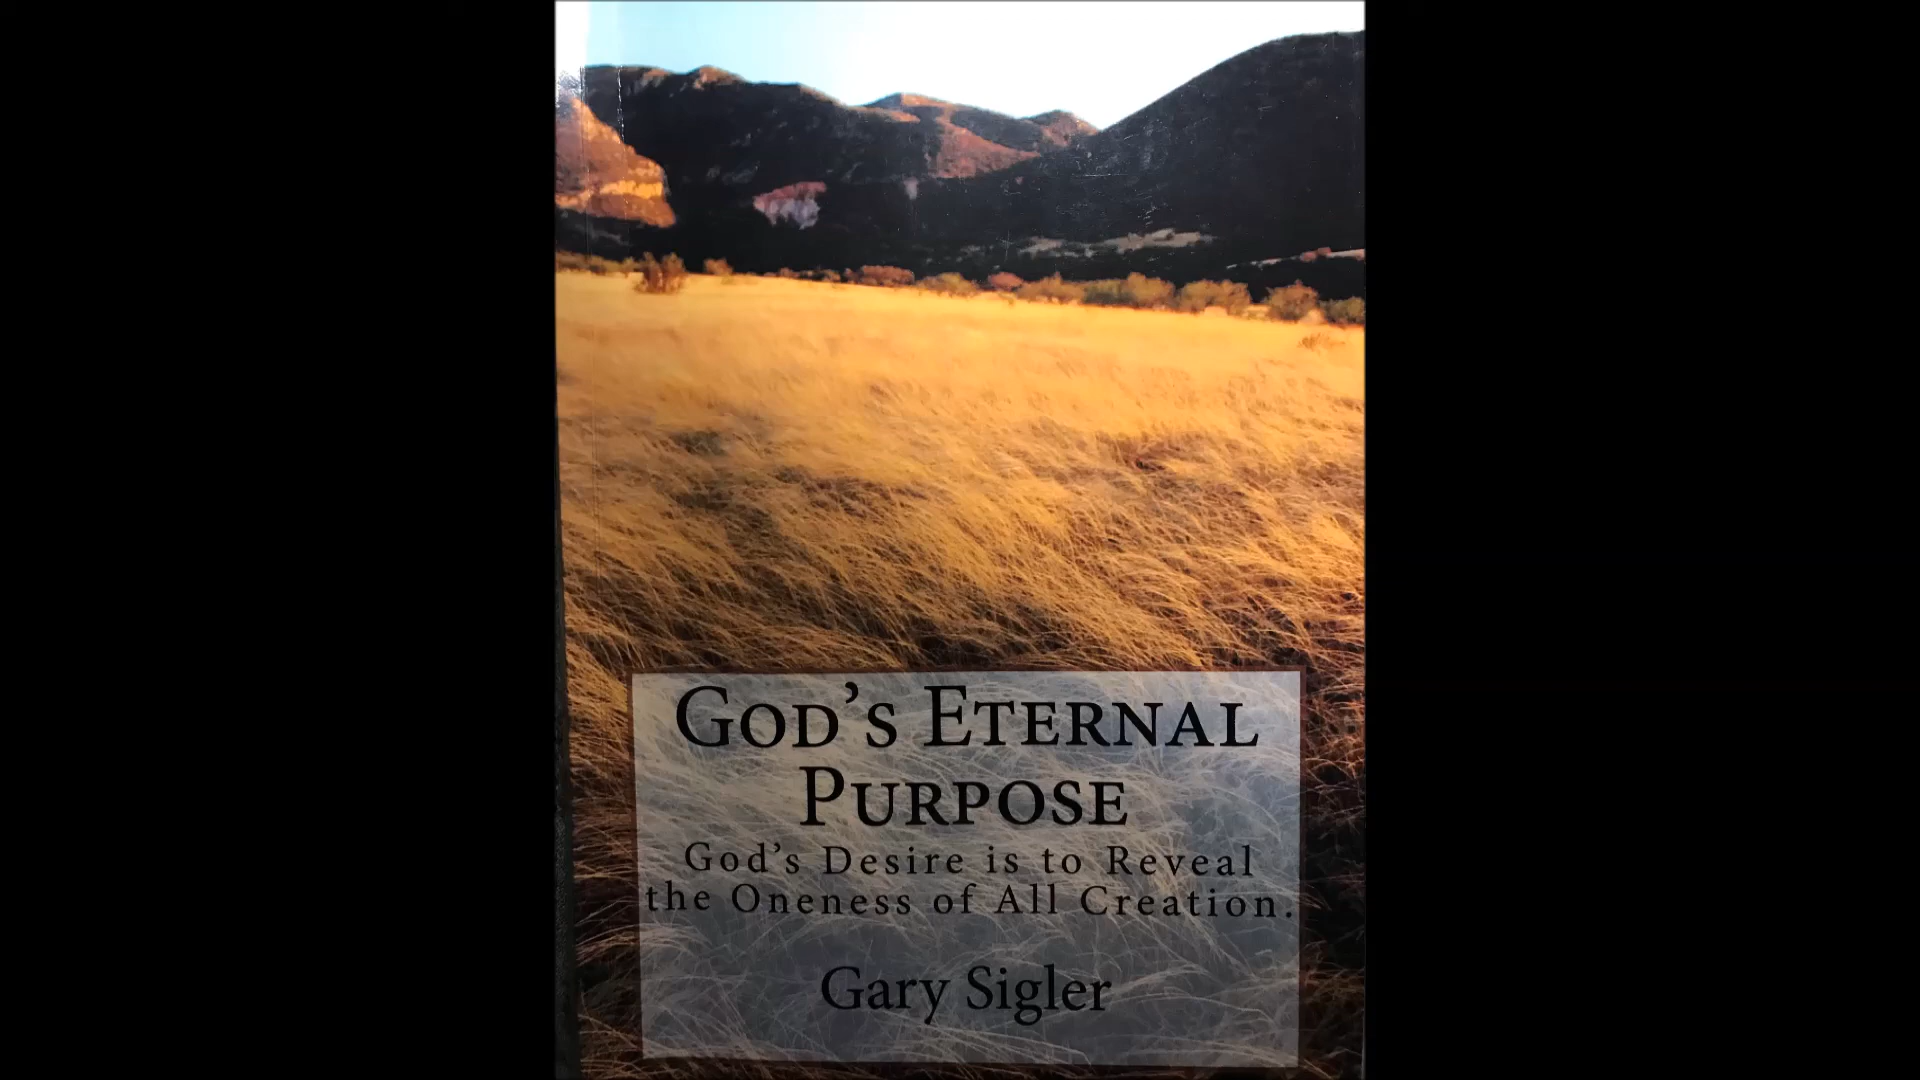 God's Eternal
Purpose
God's Desire is to Reveal
the Oneness of All Creation.
Gary Sigler